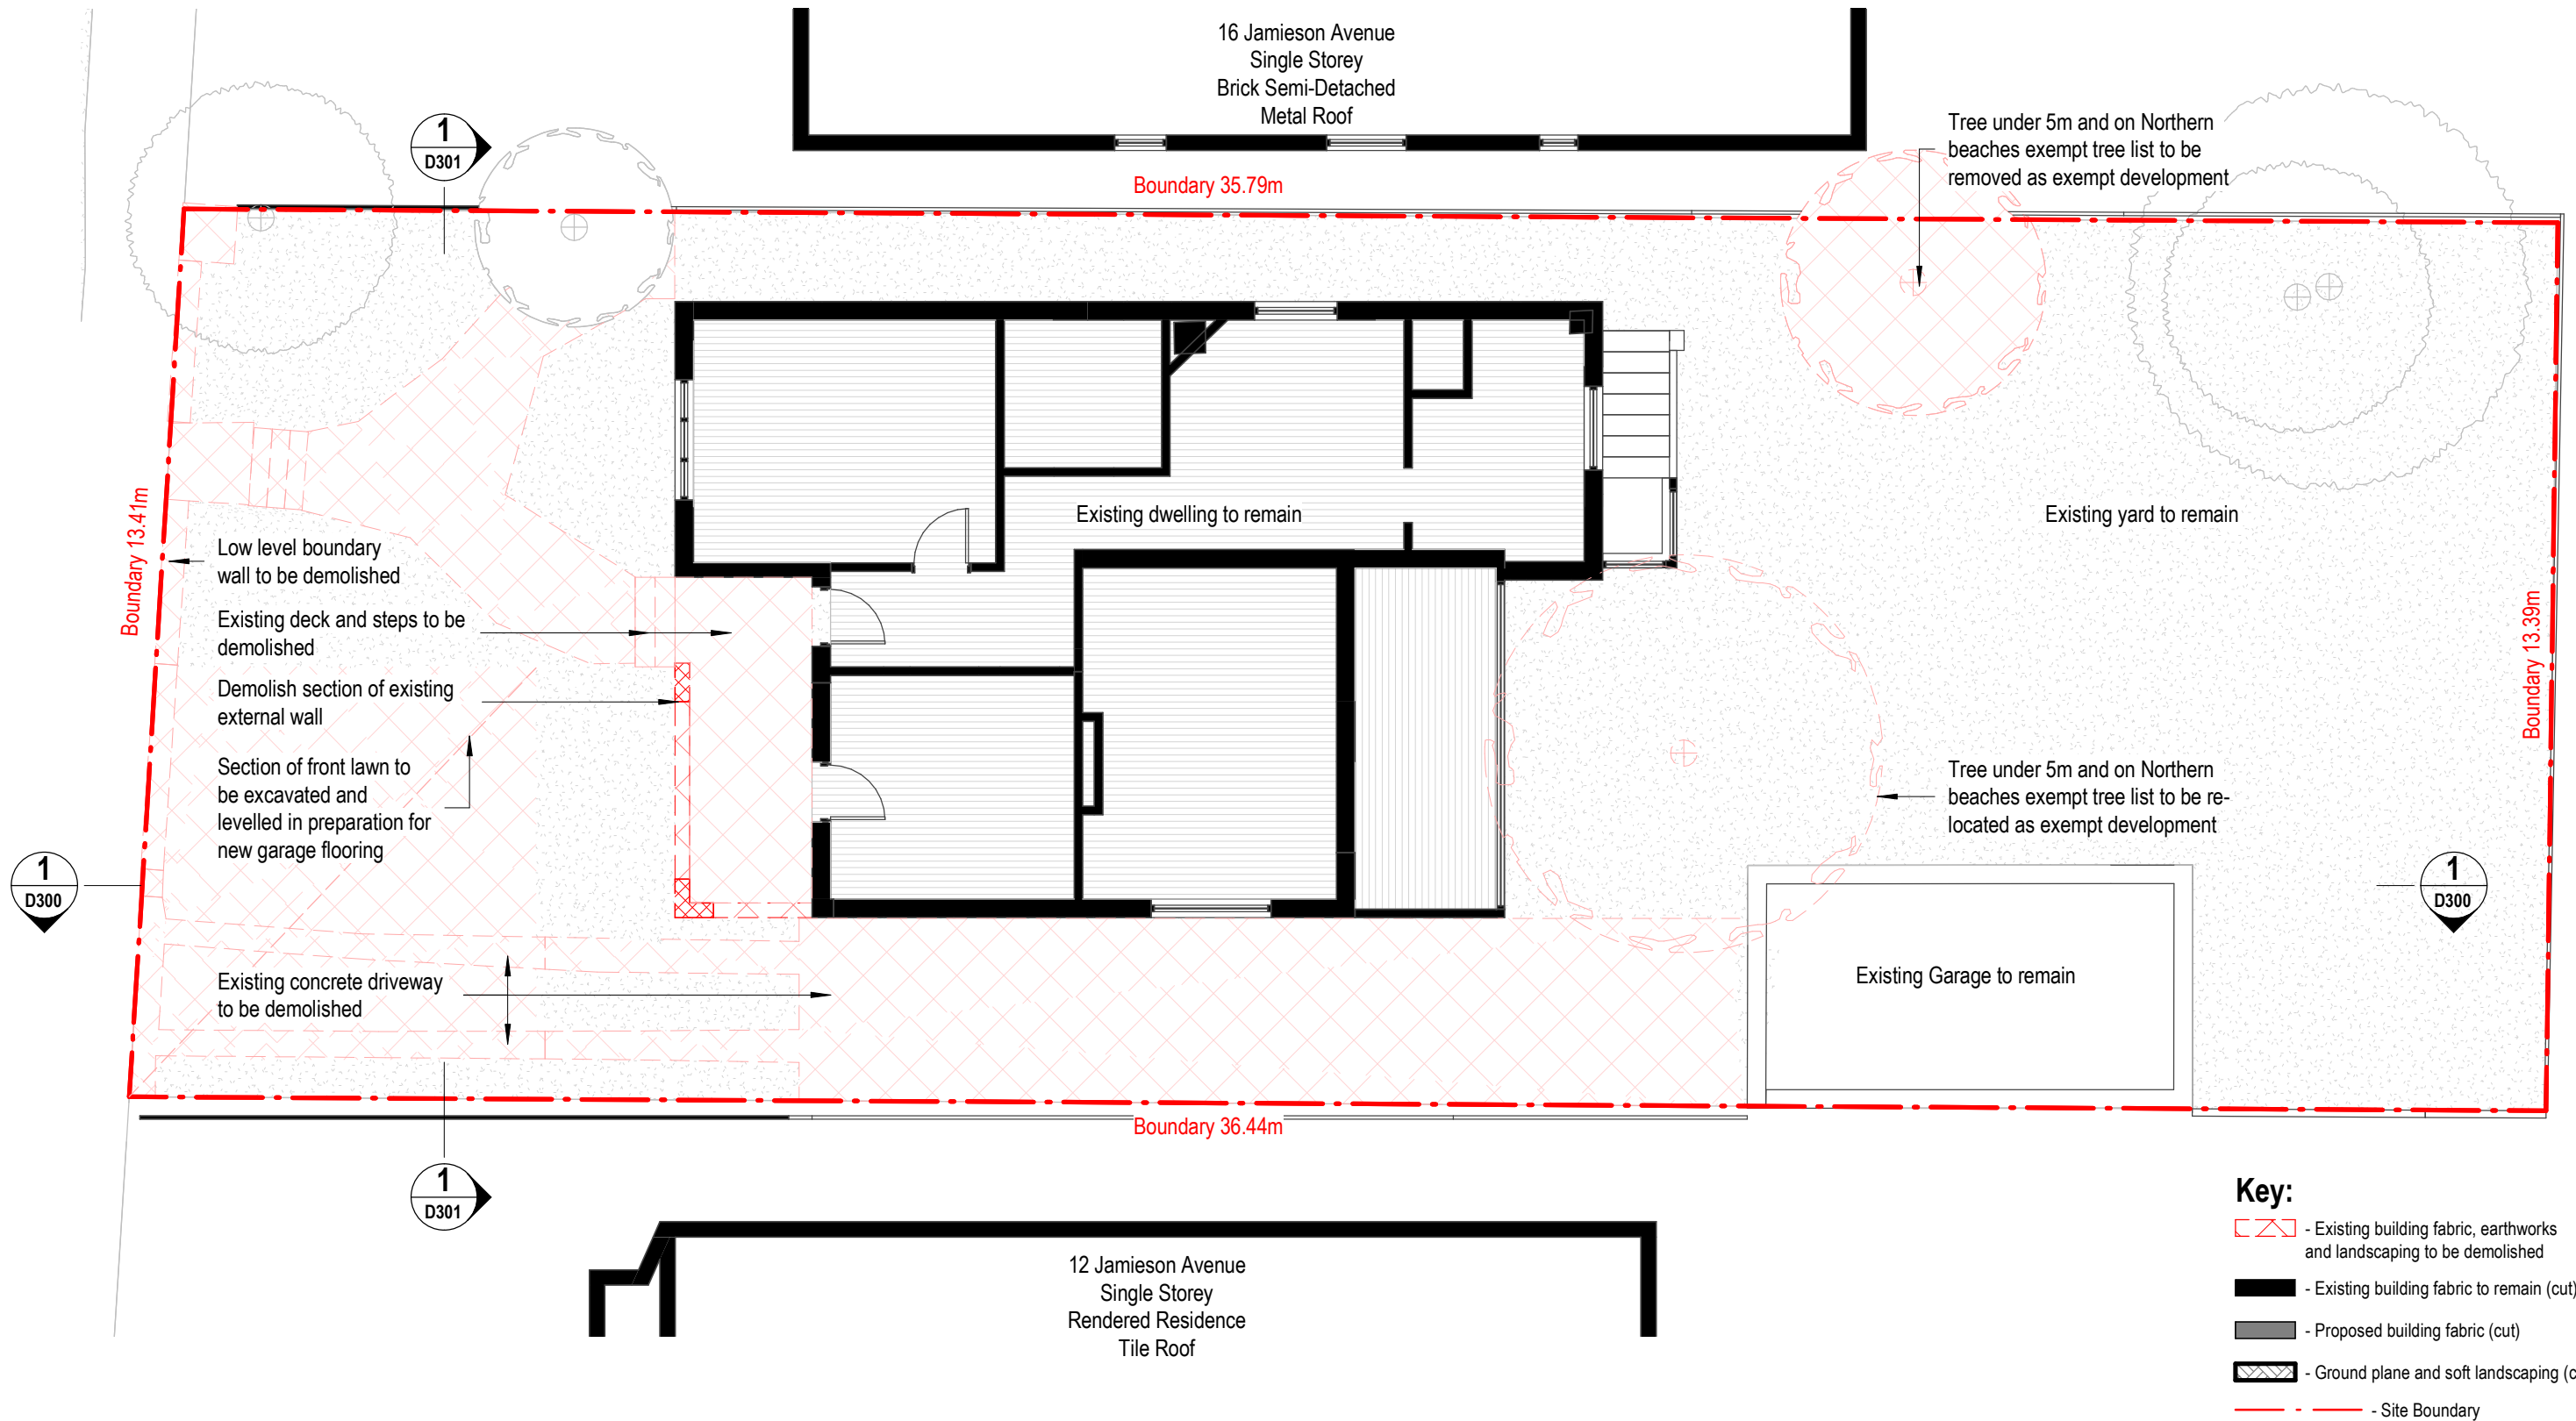 16 Jamieson Avenue
Single Storey
Brick Semi-Detached
Metal Roof
1
D301
Tree under 5m and on Northern
beaches exempt tree list to be
removed as exempt development
Boundary 35.79m
Boundary 13.41m
Existing dwelling to remain
Existing yard to remain
Low level boundary
wall to be demolished
Existing deck and steps to be
demolished
Demolish section of existing
external wall
Section of front lawn to
be excavated and
levelled in preparation for
new garage flooring
Boundary 13.39m
Tree under 5m and on Northern
beaches exempt tree list to be re-
located as exempt development
1
D300
1
D300
Existing concrete driveway
to be demolished
Existing Garage to remain
Boundary 36.44m
1
D301
12 Jamieson Avenue
Single Storey
Rendered Residence
Tile Roof
Key:
- Existing building fabric, earthworks
and landscaping to be demolished
- Existing building fabric to remain (cut)
- Proposed building fabric (cut)
- Ground plane and soft landscaping (c
- Site Boundary